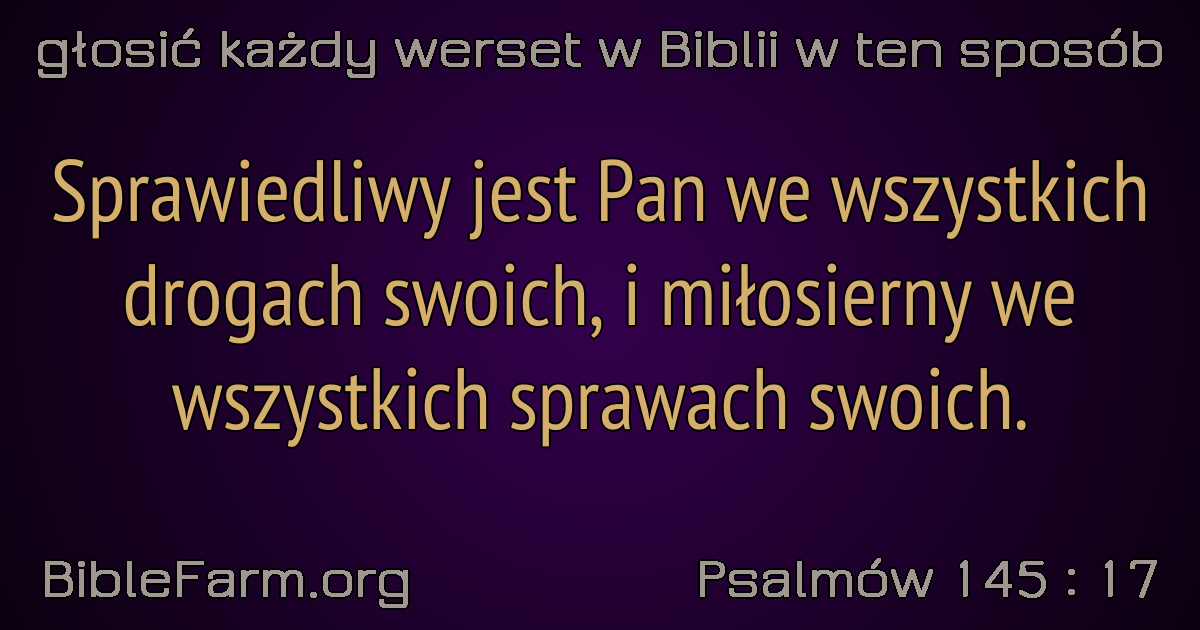 głosić każdy werset w Biblii w ten sposób
Sprawiedliwy jest Pan we wszystkich
drogach swoich, i miłosierny we
wszystkich sprawach swoich.
BibleFarm.org
Psalmów 145 : 17